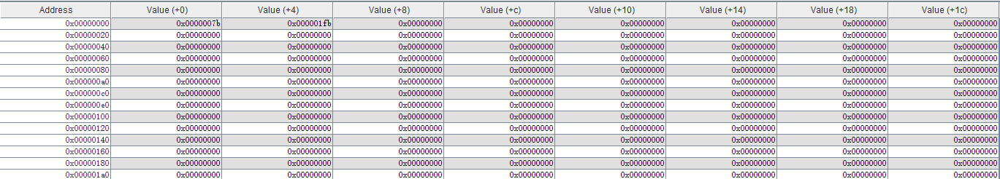 Address Value (+0) Value (+4) Value (+8) Value (+c) Value (+10) Value (+14) Value (+18) Value (+1c)
0x00000000 0x0000007b 0x000001fb 0x00000000 0x00000000 0x00000000 0x00000000 0x00000000 0x00000000
0x00000020 0x00000000 0x00000000 0x00000000 0x00000000 0x00000000 0x00000000 0x00000000 0x00000000
0x00000040 0x00000000 0x00000000 0x00000000 0x00000000 0x00000000 0x00000000 0x00000000 0x00000000
0x00000060 0x00000000 0x00000000 0x00000000 0x00000000 0x00000000 0x00000000 0x00000000 0x00000000
0x00000080 0x00000000 0x00000000 0x00000000 0x00000000 0x00000000 0x00000000 0x00000000 0x00000000
0x000000a0 0x00000000 0x00000000 0x00000000 0x00000000 0x00000000 0x00000000 0x00000000 0x00000000
0x000000c0 0x00000000 0x00000000 0x00000000 0x00000000 0x00000000 0x00000000 0x00000000 0x00000000
0x000000e0 0x00000000 0x00000000 0x00000000 0x00000000 0x00000000 0x00000000 0x00000000 0x00000000
0x00000100 0x00000000 0x00000000 0x00000000 0x00000000 0x00000000 0x00000000 0x00000000 0x00000000
0x00000120 0x00000000 0x00000000 0x00000000 0x00000000 0x00000000 0x00000000 0x00000000 0x00000000
0x00000140 0x00000000 0x00000000 0x00000000 0x00000000 0x00000000 0x00000000 0x00000000 0x00000000
0x00000160 0x00000000 0x00000000 0x00000000 0x00000000 0x00000000 0x00000000 0x00000000 0x00000000
0x00000180 0x00000000 0x00000000 0x00000000 0x00000000 0x00000000 0x00000000 0x00000000 0x00000000
0x000001a0 0x00000000 0x00000000 0x00000000 0x00000000 0x00000000 0x00000000 0x00000000 0x00000000